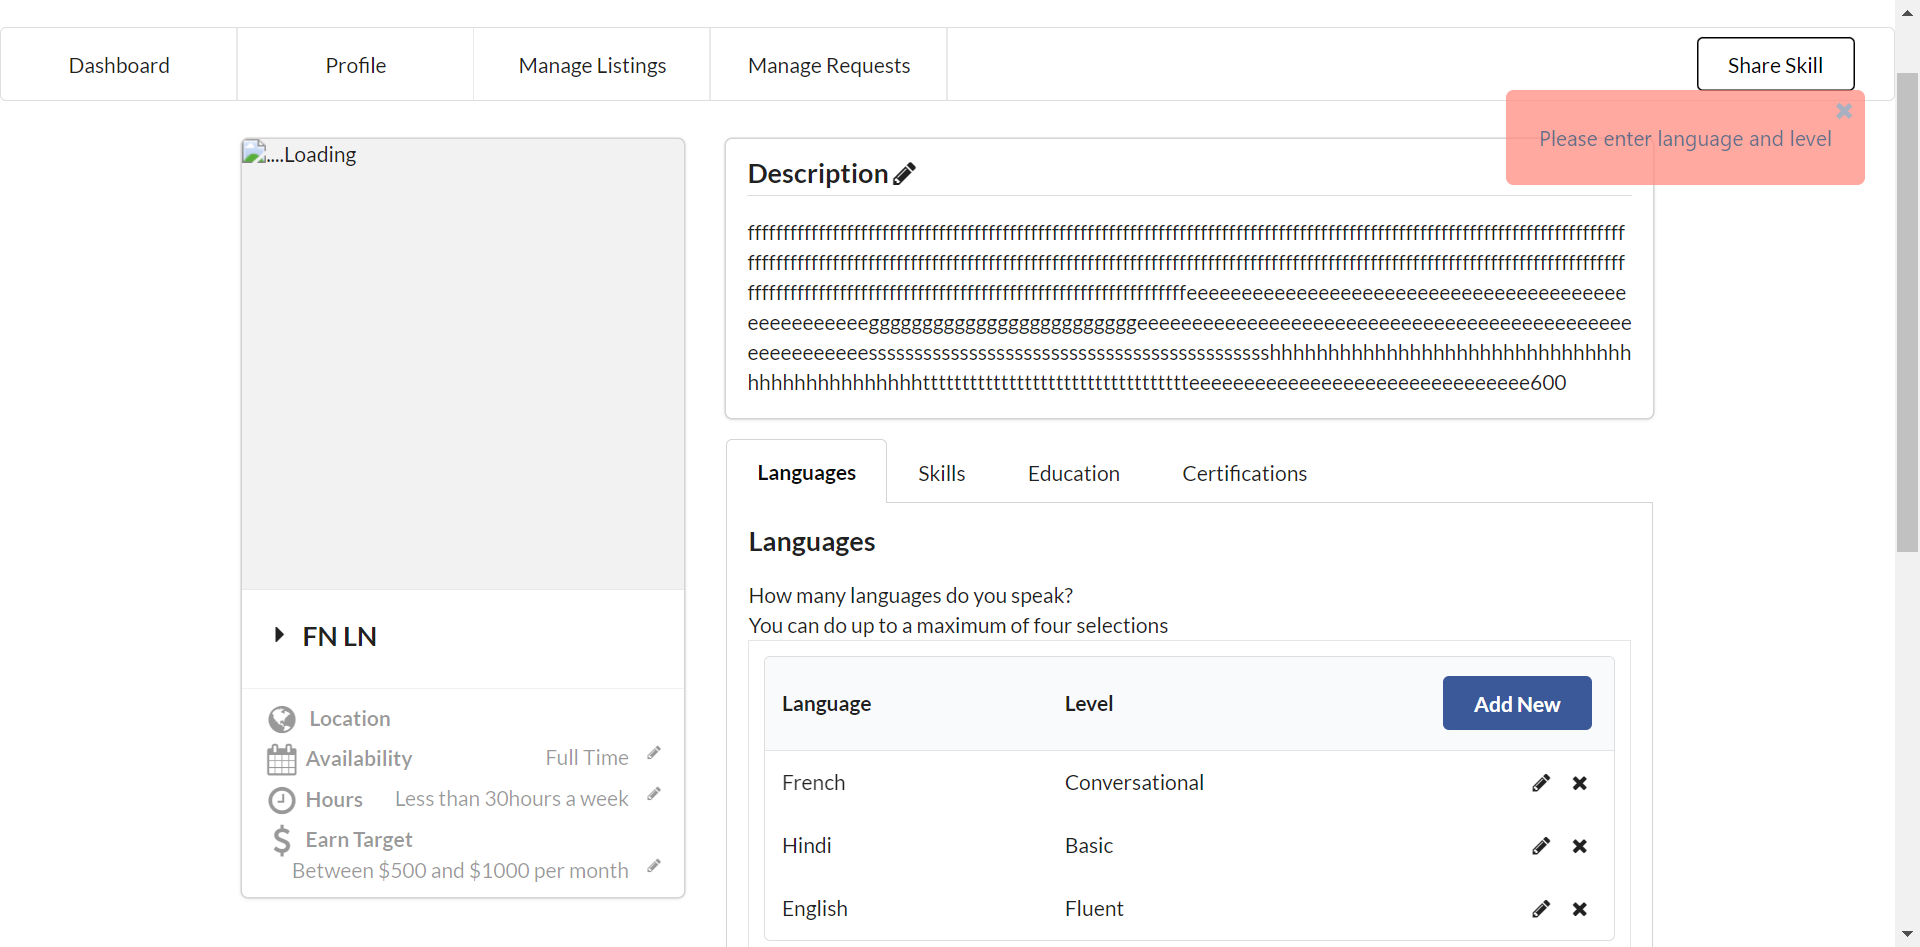 Dashboard
Profile
Manage Listings
Manage Requests
Share Skill
Please enter language and level
....Loading
FN LN
Location
Availability Full Time
Hours Less than 30hours a week
Earn Target
Between $500 and $1000 per month
Description
Languages
Skills
Education
Certifications
Languages
How many languages do you speak?
You can do up to a maximum of four selections
Language Level Add New
French Conversational
Hindi Basic
English Fluent